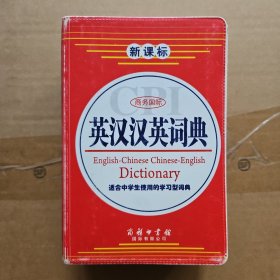 新课标
商务国际
CPI
英汉汉英词典
English-Chinese Chinese-English
Dictionary
适合中学生使用的学习型词典
商务印书馆
国际有限公司